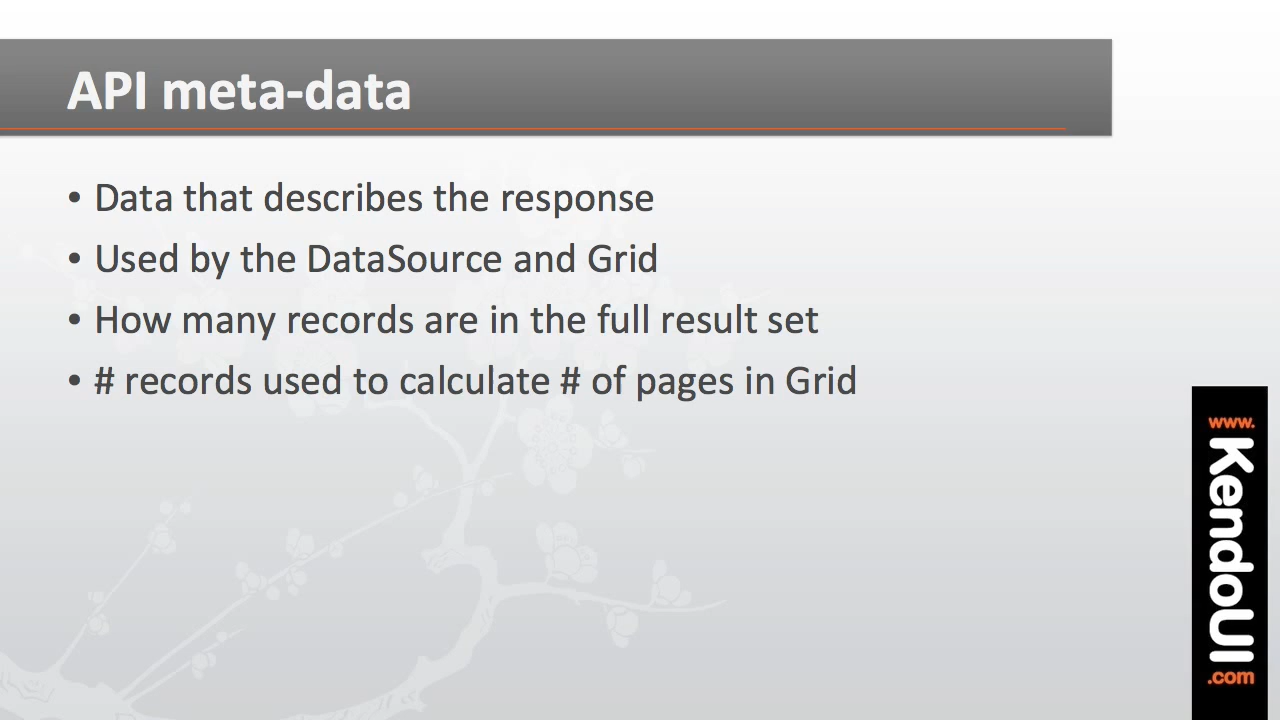 API meta-data
• Data that describes the response
• Used by the DataSource and Grid
• How many records are in the full result set
• # records used to calculate # of pages in Grid
www.
KendoUI
.com